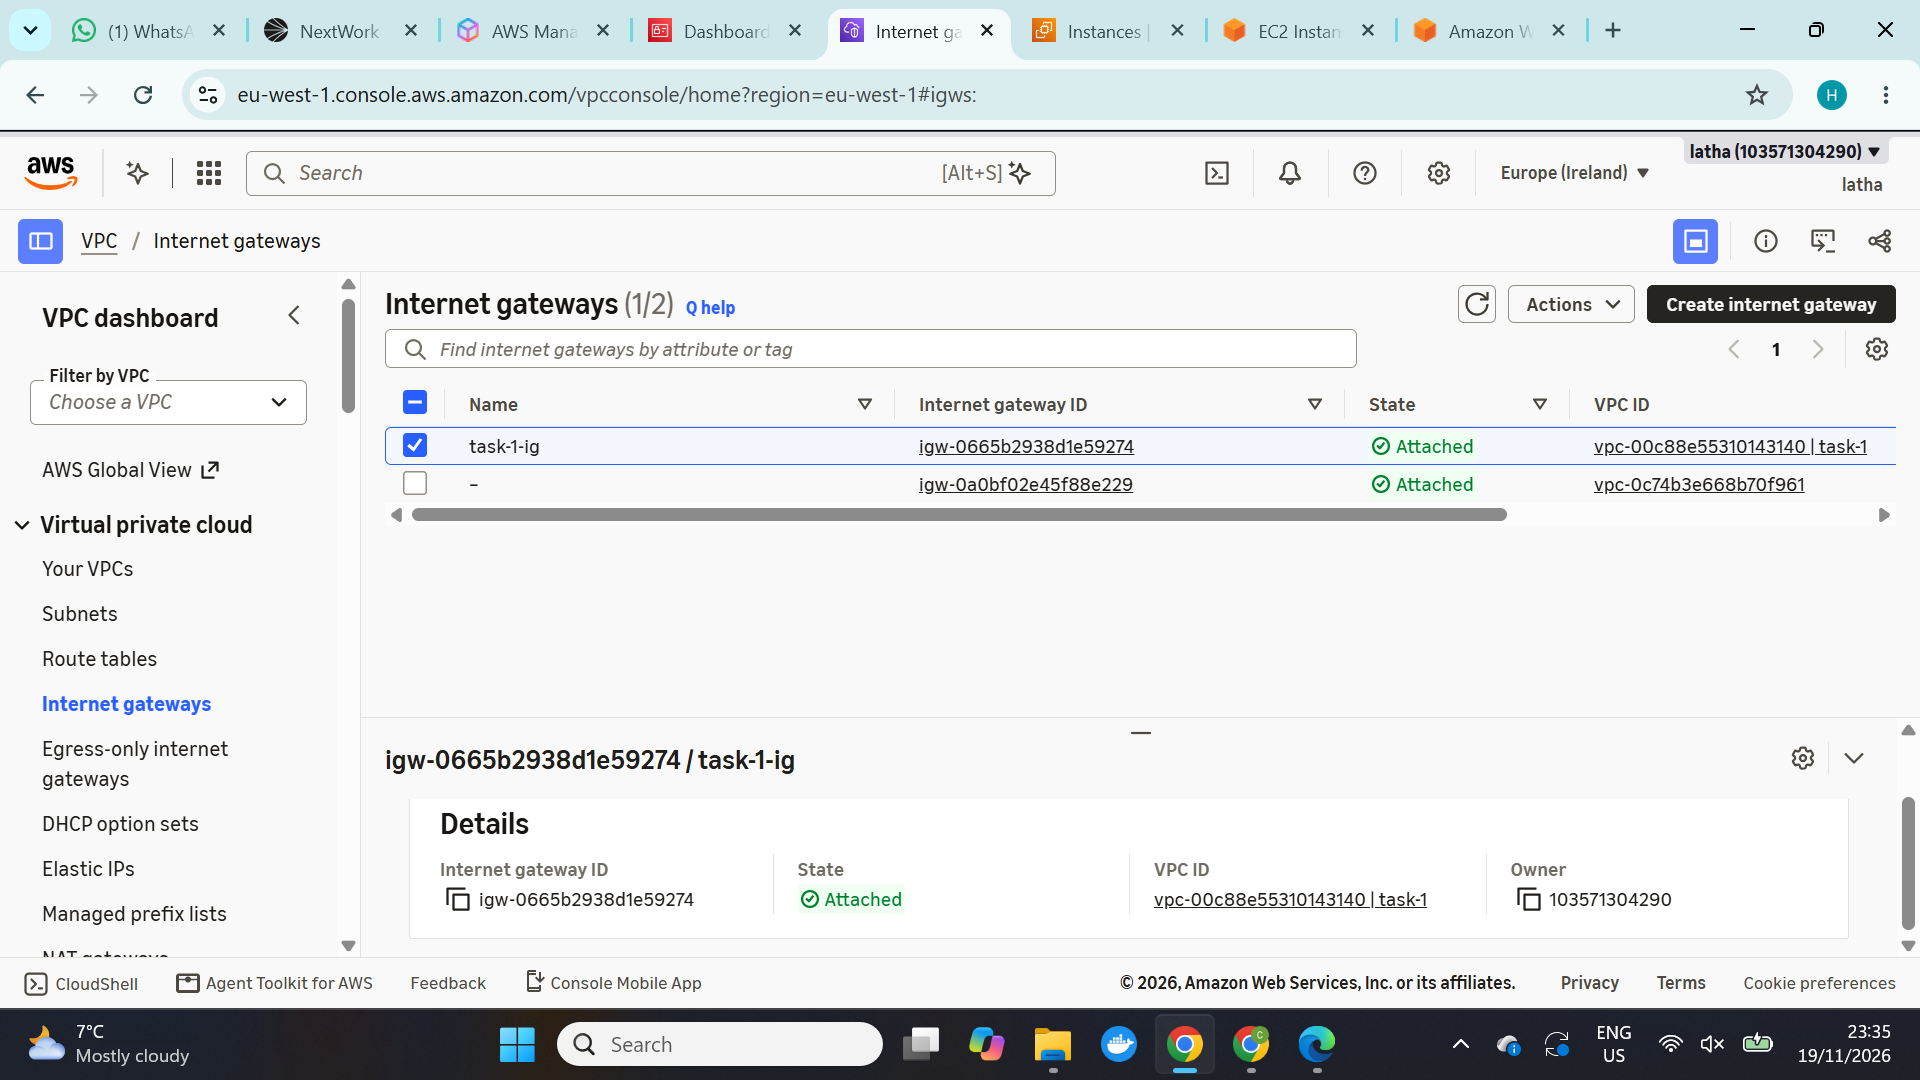 (1) WhatsA
NextWork
AWS Mana
Dashboard
Internet ga
Instances |
EC2 Instan
Amazon W
eu-west-1.console.aws.amazon.com/vpcconsole/home?region=eu-west-1#igws:
H
aws
Search
[Alt+S]
Europe (Ireland)
latha (103571304290)
latha
VPC / Internet gateways
VPC dashboard
Filter by VPC
Choose a VPC
AWS Global View
Virtual private cloud
Your VPCs
Subnets
Route tables
Internet gateways
Egress-only internet
gateways
DHCP option sets
Elastic IPs
Managed prefix lists
NAT gateways
Internet gateways (1/2) Q help
Actions
Create internet gateway
Find internet gateways by attribute or tag
1
Name
Internet gateway ID
State
VPC ID
task-1-ig
igw-0665b2938d1e59274
Attached
vpc-00c88e55310143140 | task-1
–
igw-0a0bf02e45f88e229
Attached
vpc-0c74b3e668b70f961
igw-0665b2938d1e59274 / task-1-ig
Details
Internet gateway ID
igw-0665b2938d1e59274
State
Attached
VPC ID
vpc-00c88e55310143140 | task-1
Owner
103571304290
CloudShell
Agent Toolkit for AWS
Feedback
Console Mobile App
© 2026, Amazon Web Services, Inc. or its affiliates.
Privacy
Terms
Cookie preferences
7°C
Mostly cloudy
Search
C
ENG
US
23:35
19/11/2026